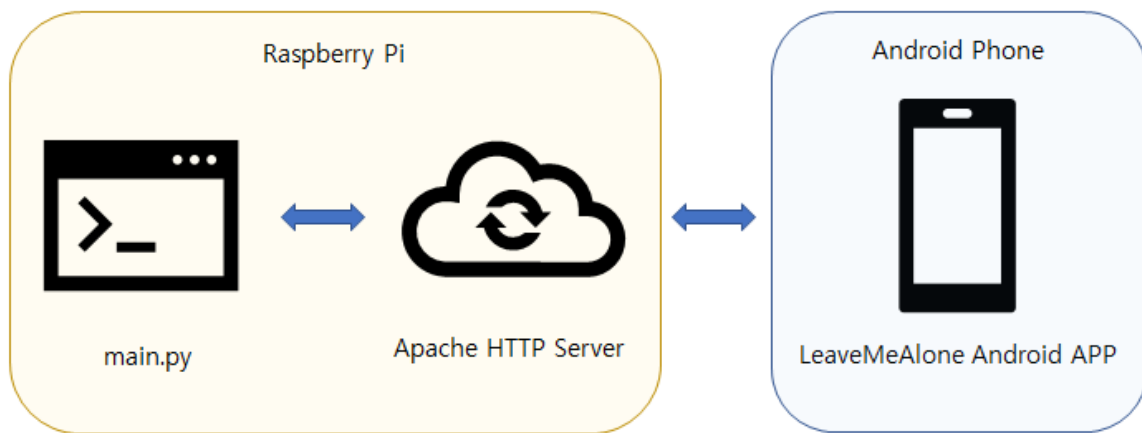 Raspberry Pi
main.py
Apache HTTP Server
Android Phone
LeaveMeAlone Android APP